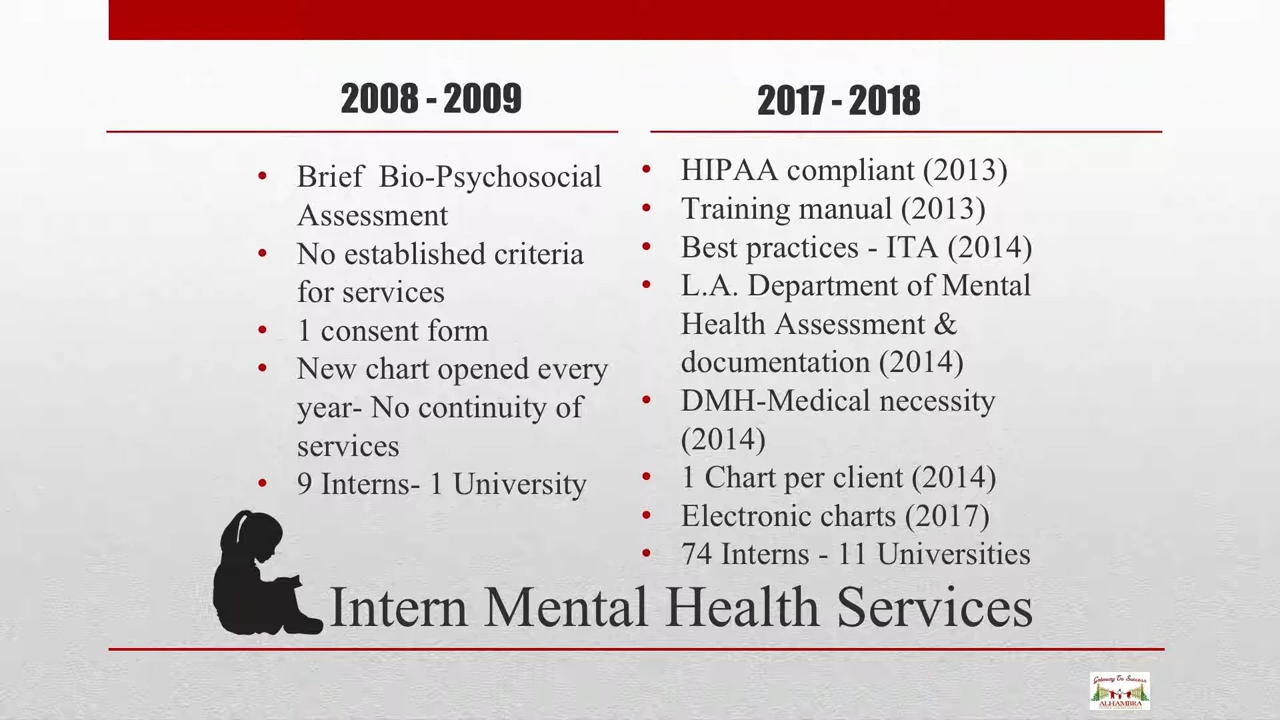 2008 - 2009
Brief Bio-Psychosocial
Assessment
No established criteria
for services
1 consent form
New chart opened every
year- No continuity of
services
9 Interns- 1 University
2017 - 2018
HIPAA compliant (2013)
Training manual (2013)
Best practices - ITA (2014)
L.A. Department of Mental
Health Assessment &
documentation (2014)
DMH-Medical necessity
(2014)
1 Chart per client (2014)
Electronic charts (2017)
74 Interns - 11 Universities
Intern Mental Health Services
Gateway To Success
ALHAMBRA